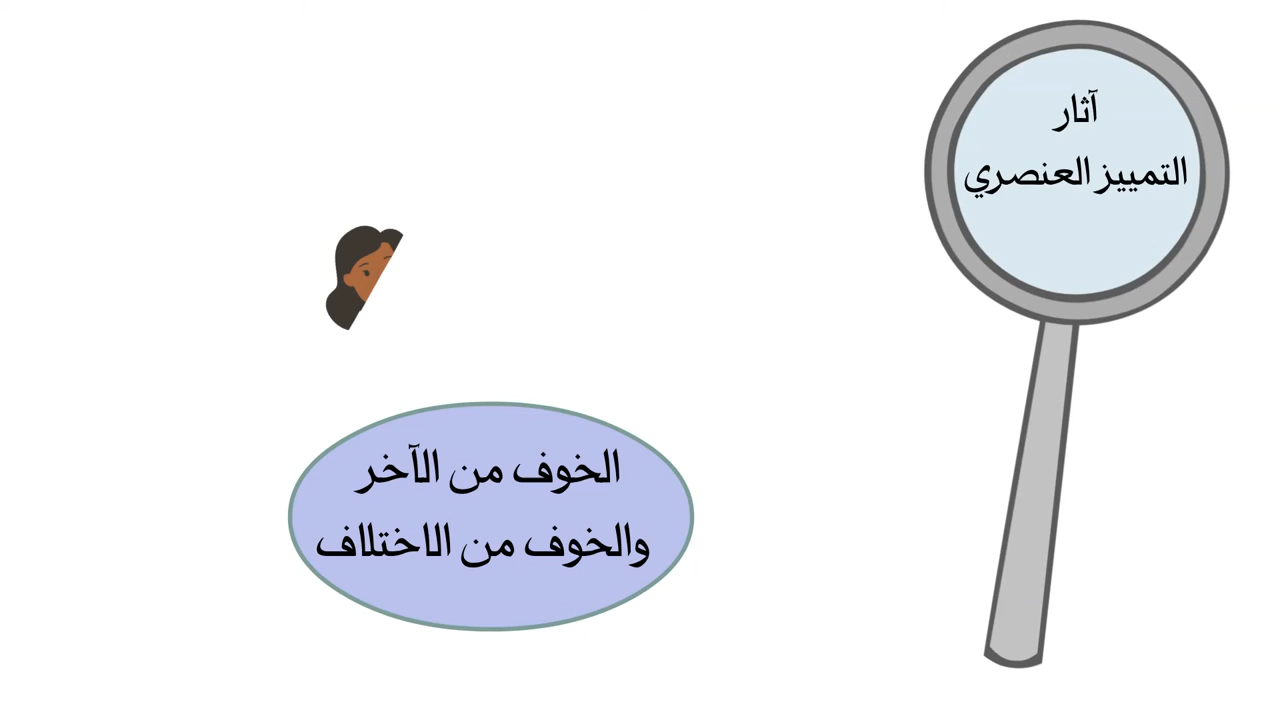 آثار
التمييز العنصري
الخوف من الآخر
والخوف من الاختلاف